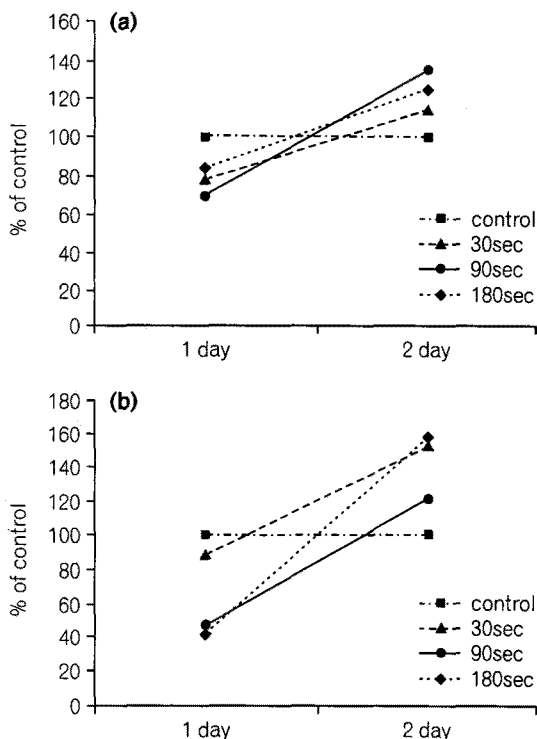 (a)
% of control
160
140
120
100
80
60
40
20
0
1 day
2 day
control
30sec
90sec
180sec
(b)
% of control
180
160
140
120
100
80
60
40
20
0
1 day
2 day
control
30sec
90sec
180sec